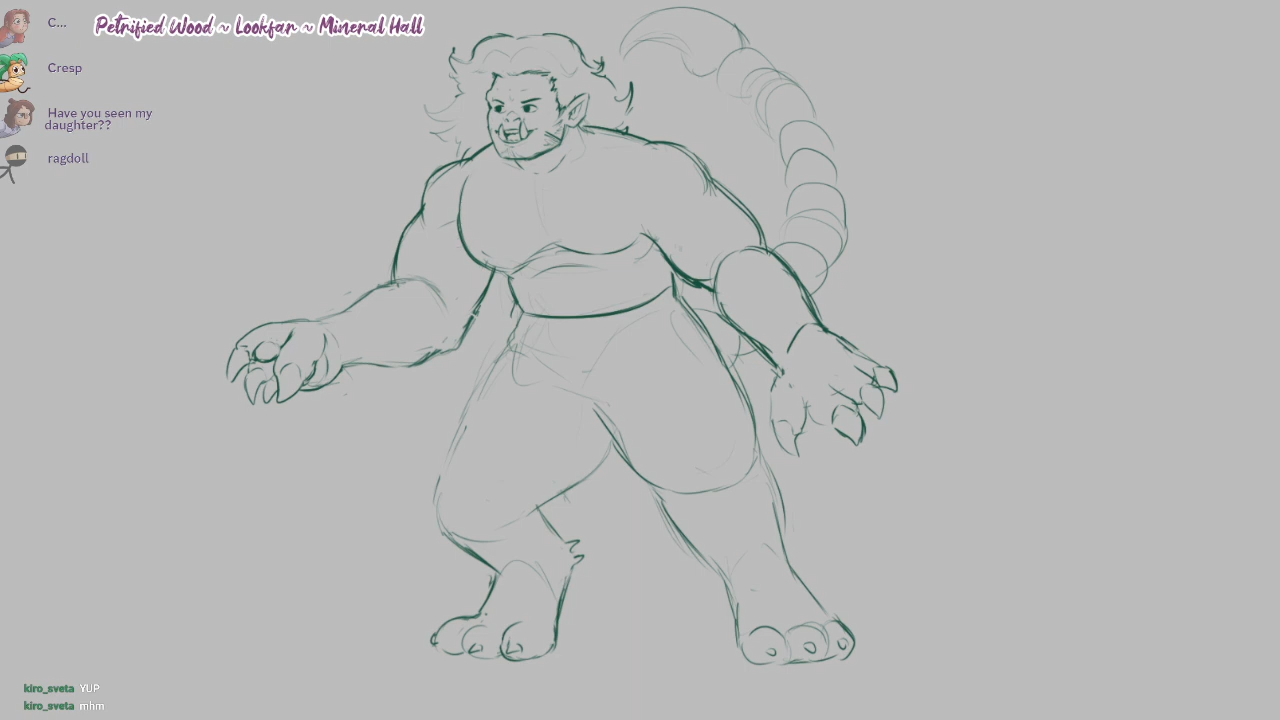 Petrified Wood ~ Lookfar ~ Mineral Hall
C...
Cresp
Have you seen my
daughter??
ragdoll
kiro_sveta YUP
kiro_sveta mhm